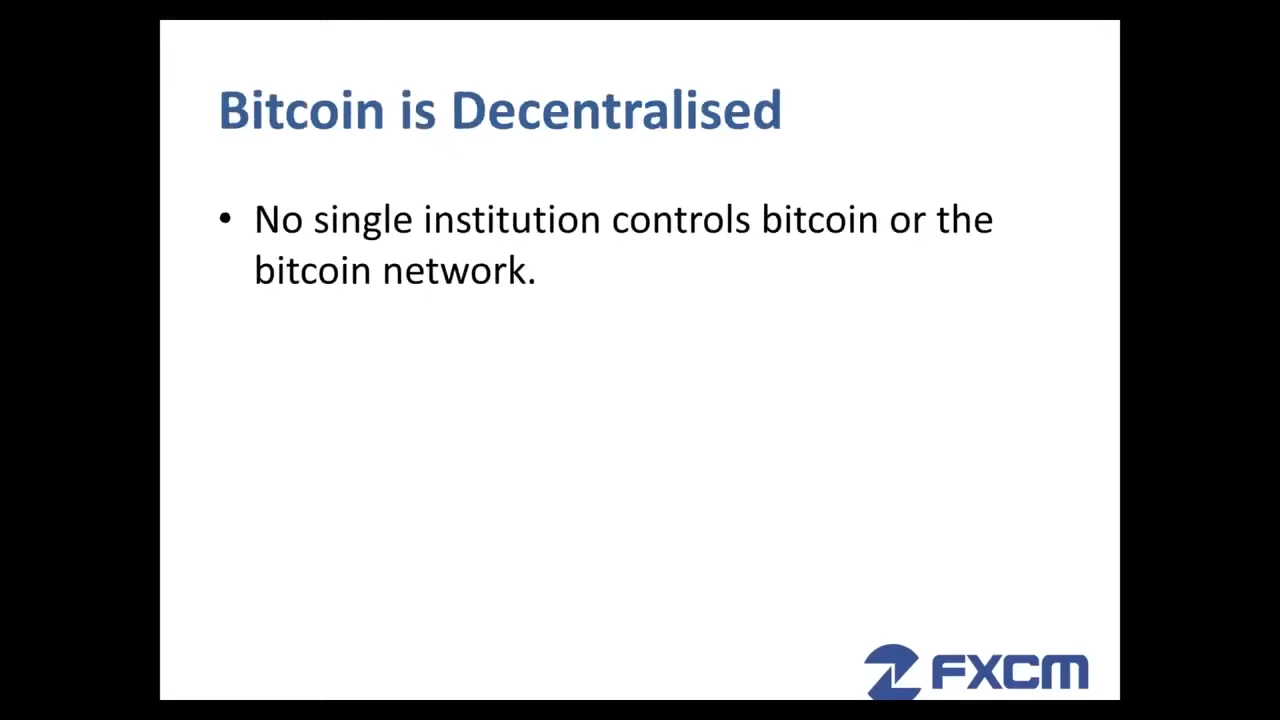 Bitcoin is Decentralised
• No single institution controls bitcoin or the
bitcoin network.
FXCM